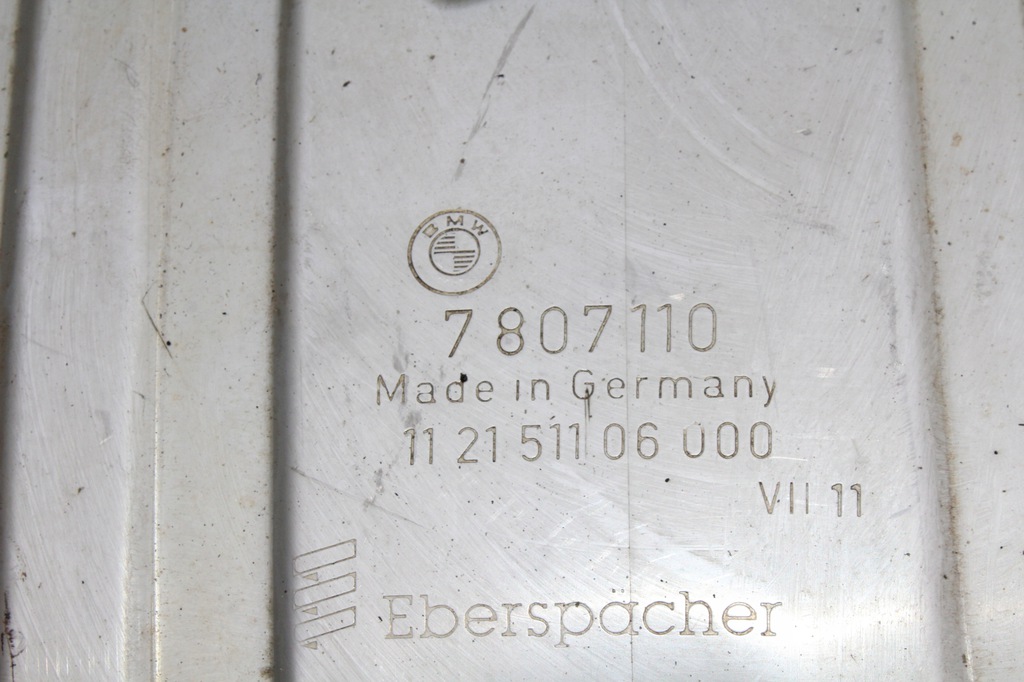 BMW
7 807 110
Made in Germany
11 21 511 06 000
VII 11
Eberspächer